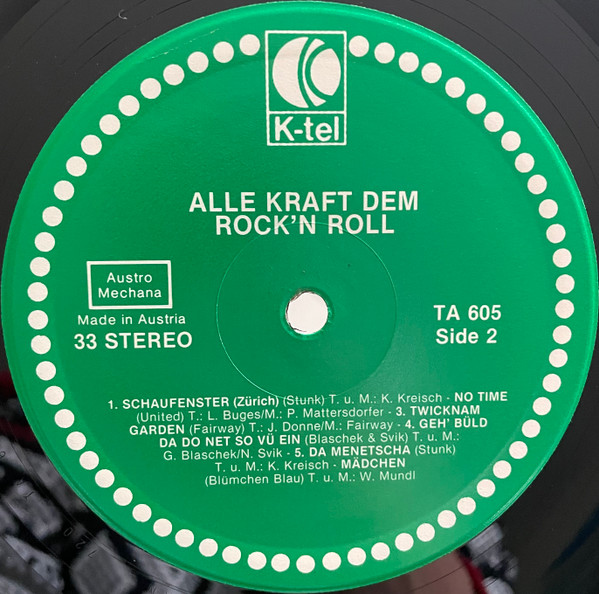 K-tel
ALLE KRAFT DEM
ROCK'N ROLL
Austro
Mechana
Made in Austria
33 STEREO
TA 605
Side 2
1. SCHAUFENSTER (Zürich) (Stunk) T. u. M.: K. Kreisch - NO TIME
(United) T.: L. Buges/M.: P. Mattersdorfer - 3. TWICKNAM
GARDEN (Fairway) T.: J. Donne/M.: Fairway - 4. GEH' BÜLD
DA DO NET SO VÜ EIN (Blaschek & Svik) T. u. M.:
G. Blaschek/N. Svik - 5. DA MENETSCHA (Stunk)
T. u. M.: K. Kreisch - MÄDCHEN
(Blümchen Blau) T. u. M.: W. Mundl